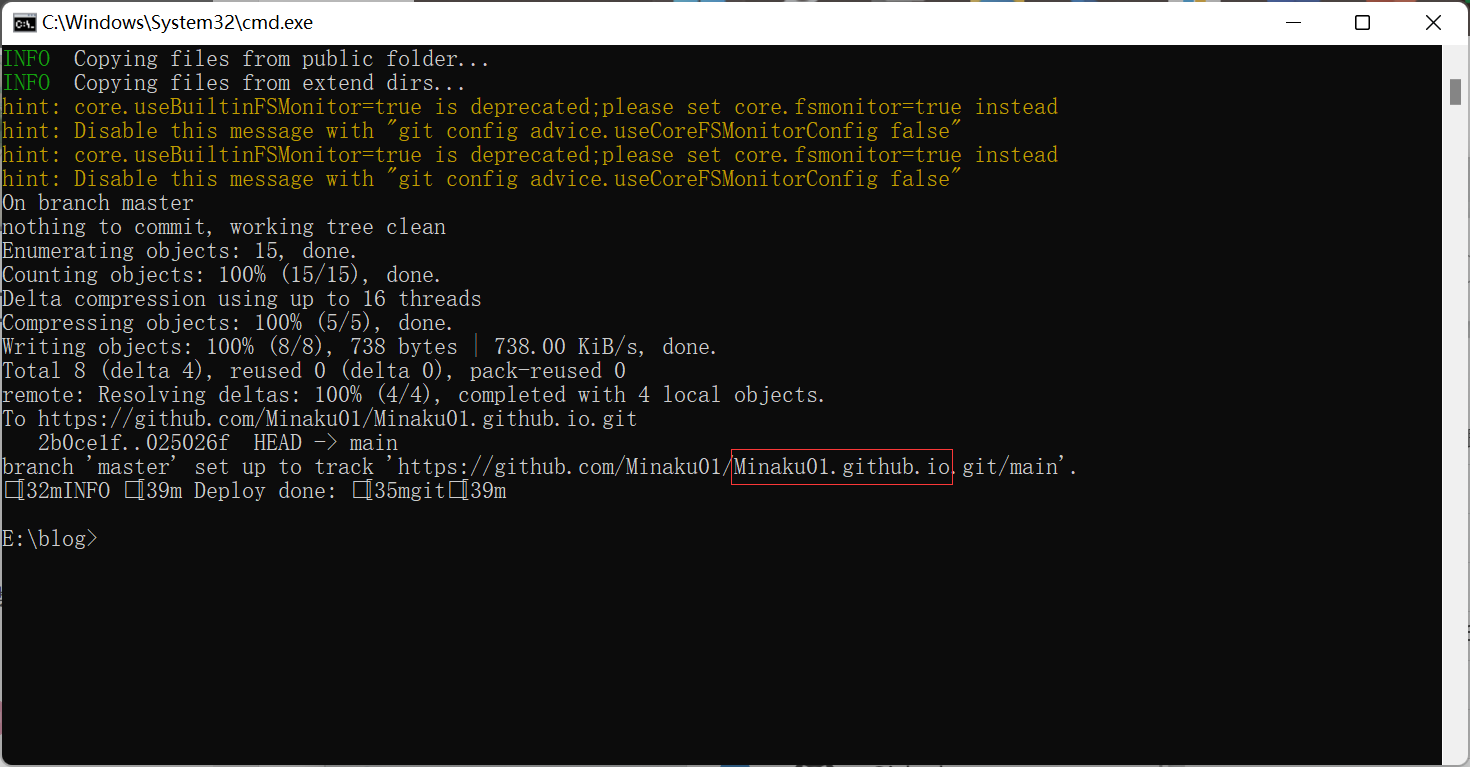 C:\Windows\System32\cmd.exe
INFO  Copying files from public folder...
INFO  Copying files from extend dirs...
hint: core.useBuiltinFSMonitor=true is deprecated;please set core.fsmonitor=true instead
hint: Disable this message with "git config advice.useCoreFSMonitorConfig false"
hint: core.useBuiltinFSMonitor=true is deprecated;please set core.fsmonitor=true instead
hint: Disable this message with "git config advice.useCoreFSMonitorConfig false"
On branch master
nothing to commit, working tree clean
Enumerating objects: 15, done.
Counting objects: 100% (15/15), done.
Delta compression using up to 16 threads
Compressing objects: 100% (5/5), done.
Writing objects: 100% (8/8), 738 bytes | 738.00 KiB/s, done.
Total 8 (delta 4), reused 0 (delta 0), pack-reused 0
remote: Resolving deltas: 100% (4/4), completed with 4 local objects.
To https://github.com/Minaku01/Minaku01.github.io.git
   2b0ce1f..025026f  HEAD -> main
branch 'master' set up to track 'https://github.com/Minaku01/Minaku01.github.io.git/main'.
□[32mINFO □[39m Deploy done: □[35mgit□[39m
E:\blog>